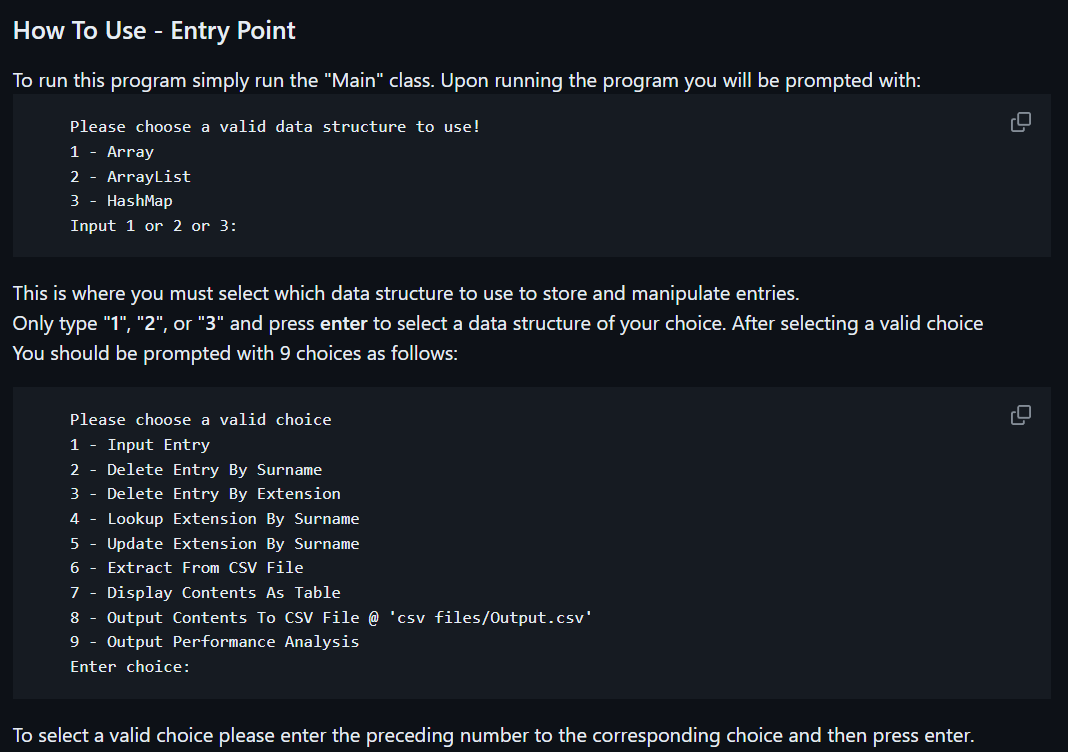 How To Use - Entry Point
To run this program simply run the "Main" class. Upon running the program you will be prompted with:
Please choose a valid data structure to use!
1 - Array
2 - ArrayList
3 - HashMap
Input 1 or 2 or 3:
This is where you must select which data structure to use to store and manipulate entries.
Only type "1", "2", or "3" and press enter to select a data structure of your choice. After selecting a valid choice
You should be prompted with 9 choices as follows:
Please choose a valid choice
1 - Input Entry
2 - Delete Entry By Surname
3 - Delete Entry By Extension
4 - Lookup Extension By Surname
5 - Update Extension By Surname
6 - Extract From CSV File
7 - Display Contents As Table
8 - Output Contents To CSV File @ 'csv files/Output.csv'
9 - Output Performance Analysis
Enter choice:
To select a valid choice please enter the preceding number to the corresponding choice and then press enter.